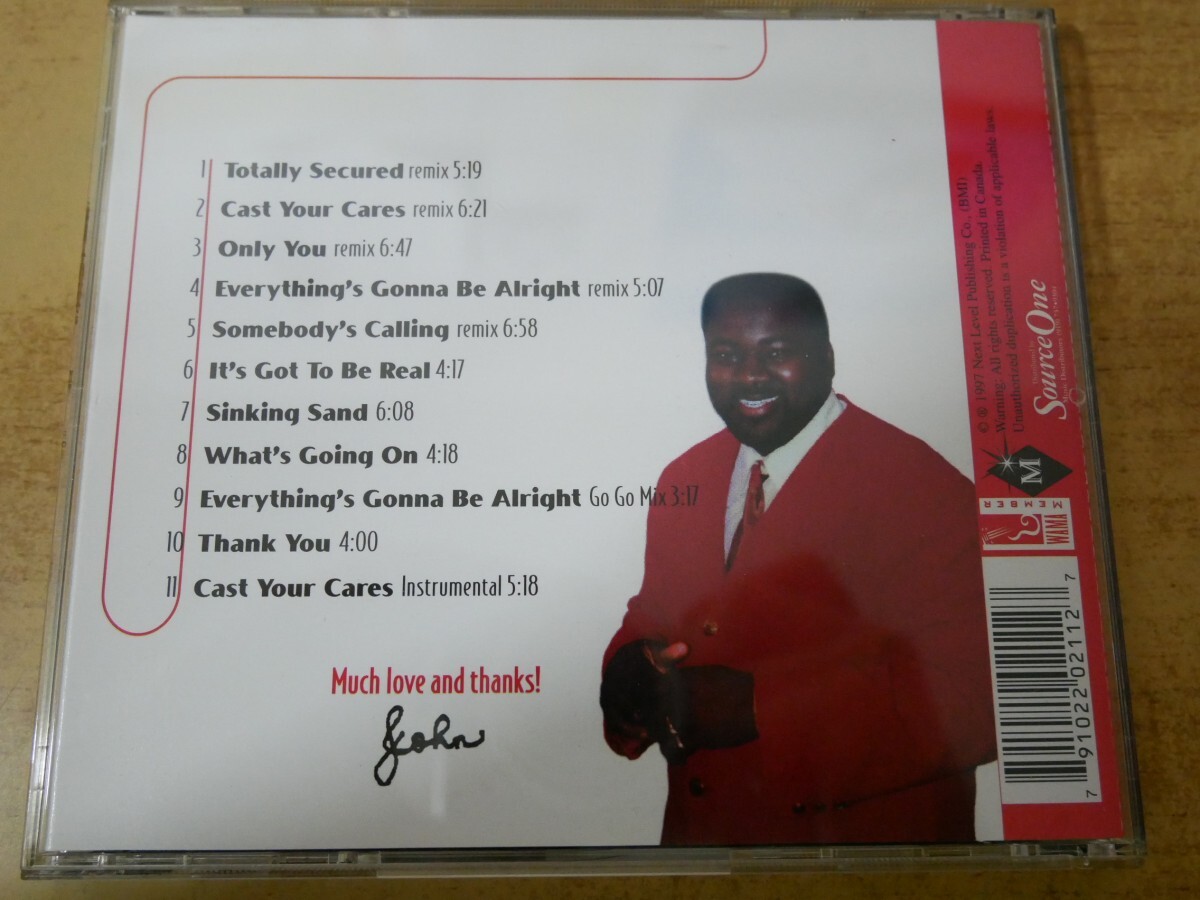 1 Totally Secured remix 5:19
2 Cast Your Cares remix 6:21
3 Only You remix 6:47
4 Everything's Gonna Be Alright remix 5:07
5 Somebody's Calling remix 6:58
6 It's Got To Be Real 4:17
7 Sinking Sand 6:08
8 What's Going On 4:18
9 Everything's Gonna Be Alright Go Go Mix 3:17
10 Thank You 4:00
11 Cast Your Cares Instrumental 5:18
Much love and thanks!
John
© ℗ 1997 Next Level Publishing Co., (BMI)
Warning: All rights reserved. Printed in Canada.
Unauthorized duplication is a violation of applicable laws.
SourceOne
M
MEMBER
WAMA
7 91022 02112 7